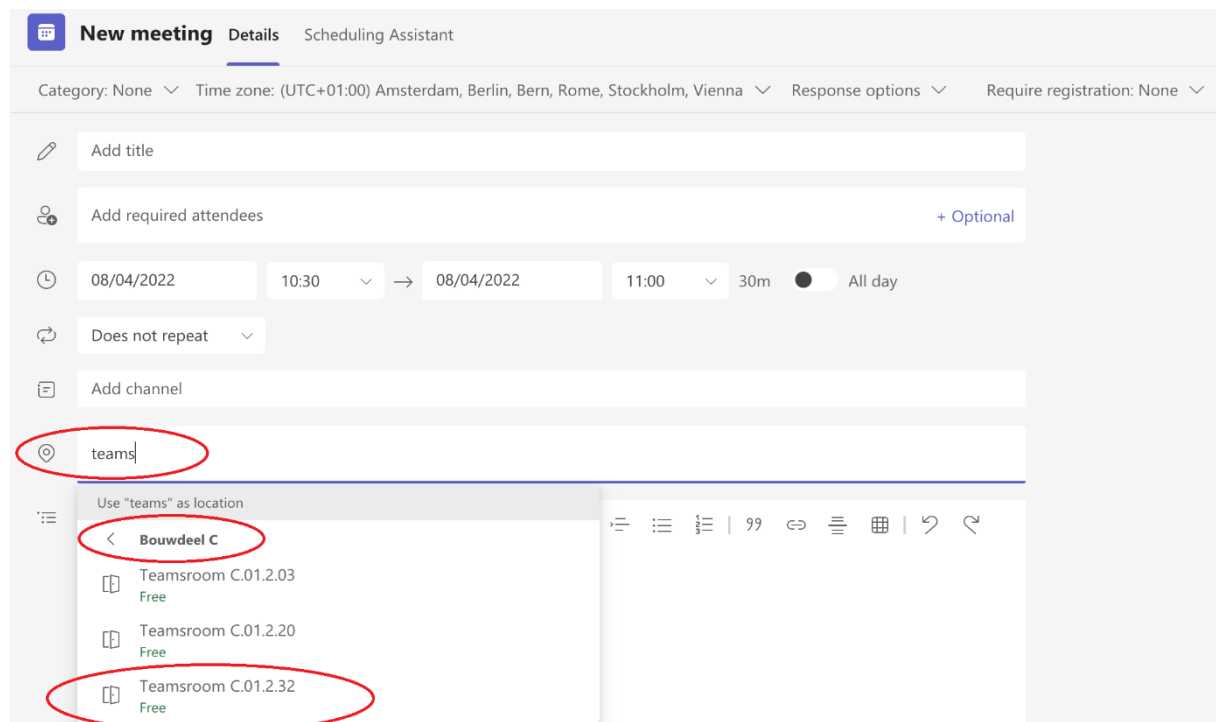 New meeting Details Scheduling Assistant
Category: None Time zone: (UTC+01:00) Amsterdam, Berlin, Bern, Rome, Stockholm, Vienna Response options Require registration: None
Add title
Add required attendees + Optional
08/04/2022 10:30 → 08/04/2022 11:00 30m All day
Does not repeat
Add channel
teams
Use "teams" as location
Bouwdeel C
Teamsroom C.01.2.03
Free
Teamsroom C.01.2.20
Free
Teamsroom C.01.2.32
Free